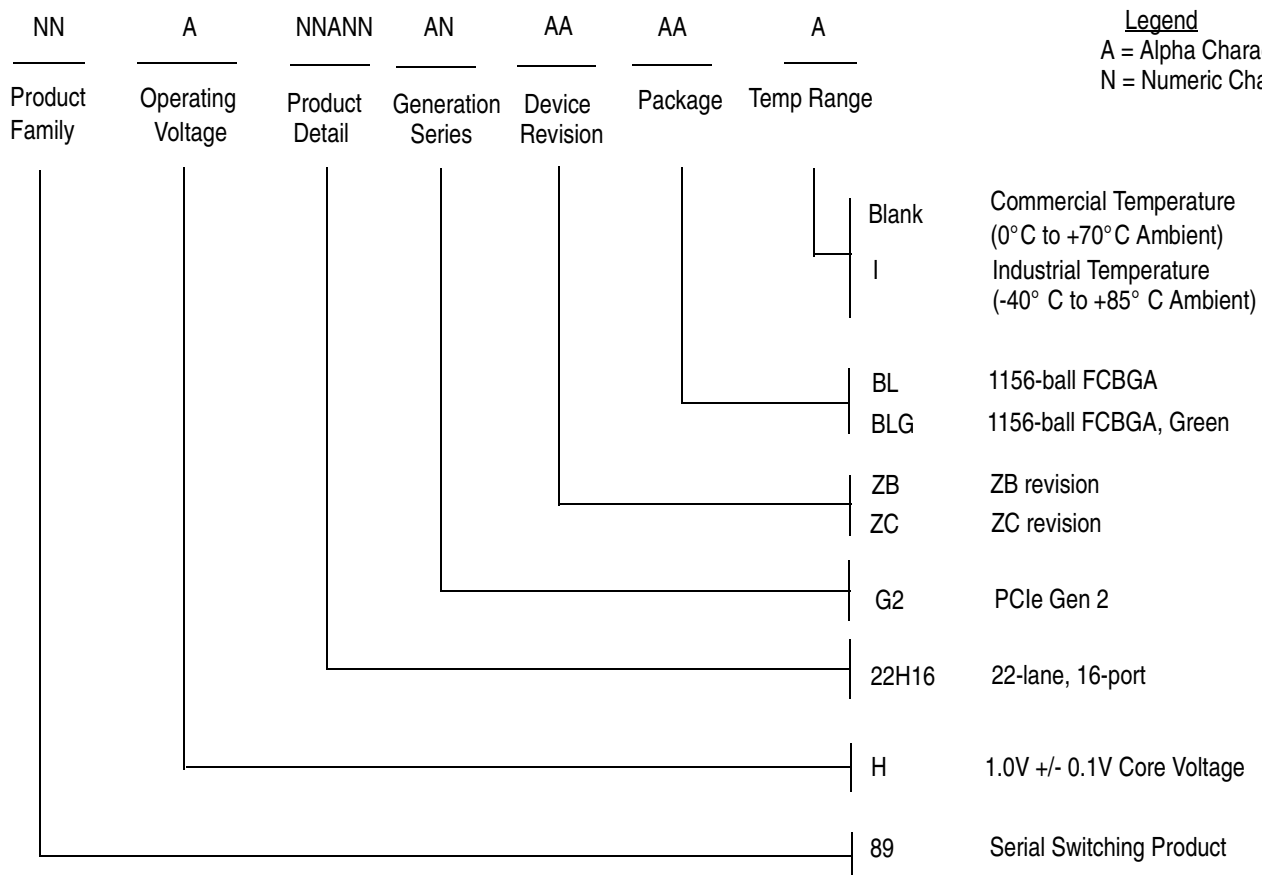 NN A NNANN AN AA AA A
Legend
A = Alpha Chara
N = Numeric Cha
Product Family
Operating Voltage
Product Detail
Generation Series
Device Revision
Package
Temp Range
Blank Commercial Temperature
(0°C to +70°C Ambient)
I Industrial Temperature
(-40° C to +85° C Ambient)
BL 1156-ball FCBGA
BLG 1156-ball FCBGA, Green
ZB ZB revision
ZC ZC revision
G2 PCIe Gen 2
22H16 22-lane, 16-port
H 1.0V +/- 0.1V Core Voltage
89 Serial Switching Product